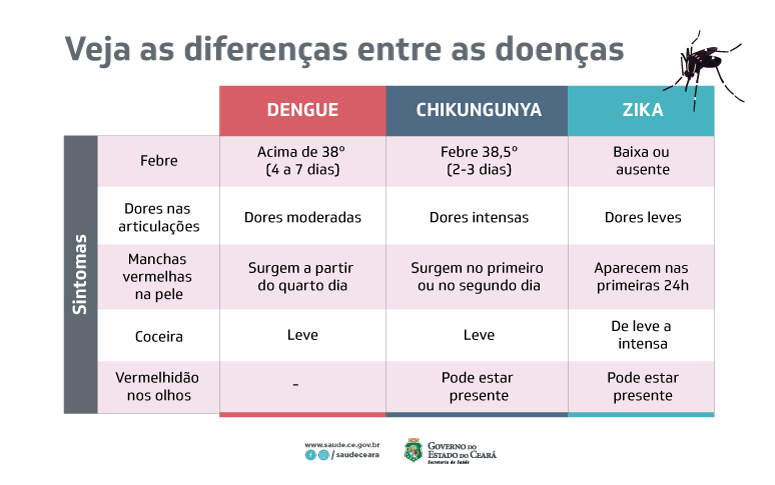 Veja as diferenças entre as doenças
DENGUE
CHIKUNGUNYA
ZIKA
Sintomas
Febre
Acima de 38º
(4 a 7 dias)
Febre 38,5º
(2-3 dias)
Baixa ou
ausente
Dores nas
articulações
Dores moderadas
Dores intensas
Dores leves
Manchas
vermelhas
na pele
Surgem a partir
do quarto dia
Surgem no primeiro
ou no segundo dia
Aparecem nas
primeiras 24h
Coceira
Leve
Leve
De leve a
intensa
Vermelhidão
nos olhos
-
Pode estar
presente
Pode estar
presente
www.saude.ce.gov.br
/saudeceara
GOVERNO DO
ESTADO DO CEARÁ
Secretaria da Saúde